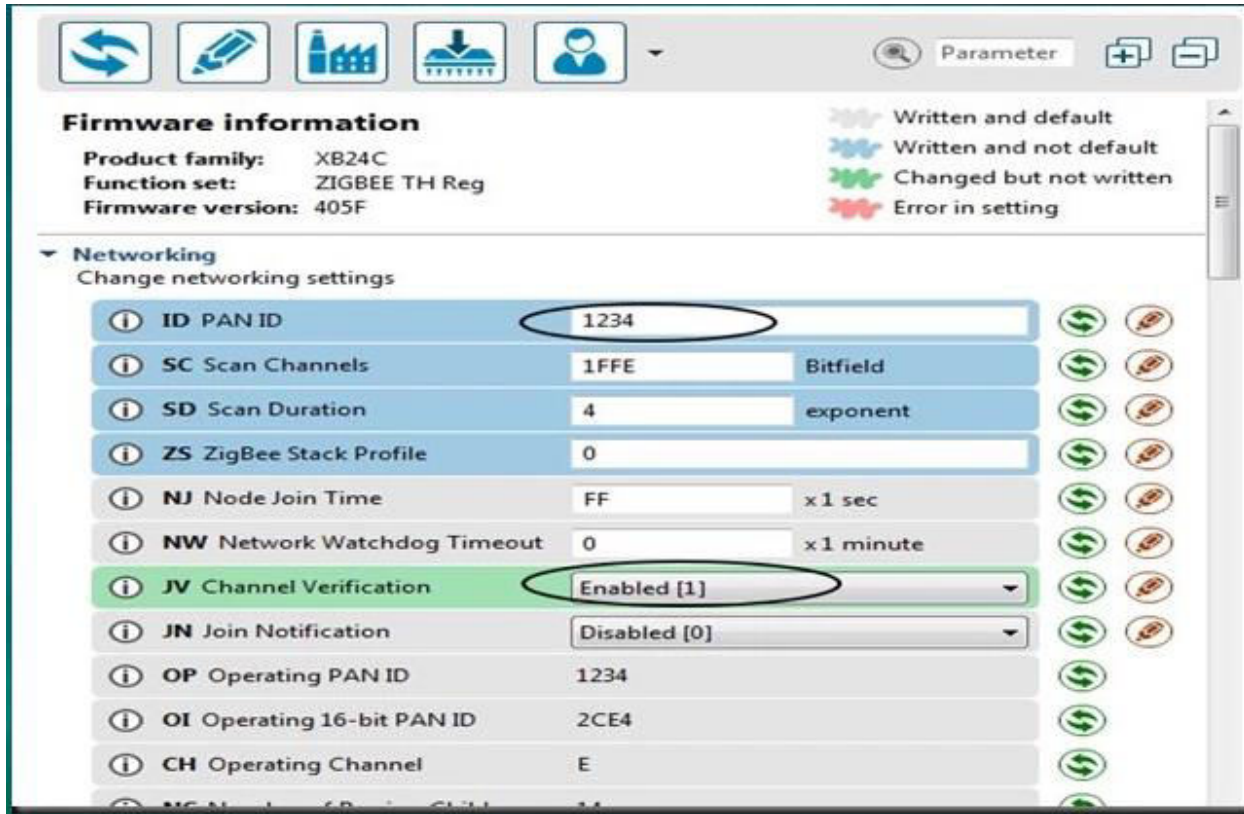 Parameter
Firmware information
Product family: XB24C
Function set: ZIGBEE TH Reg
Firmware version: 405F
Written and default
Written and not default
Changed but not written
Error in setting
Networking
Change networking settings
ID PAN ID 1234
SC Scan Channels 1FFE Bitfield
SD Scan Duration 4 exponent
ZS ZigBee Stack Profile 0
NJ Node Join Time FF x 1 sec
NW Network Watchdog Timeout 0 x 1 minute
JV Channel Verification Enabled [1]
JN Join Notification Disabled [0]
OP Operating PAN ID 1234
OI Operating 16-bit PAN ID 2CE4
CH Operating Channel E